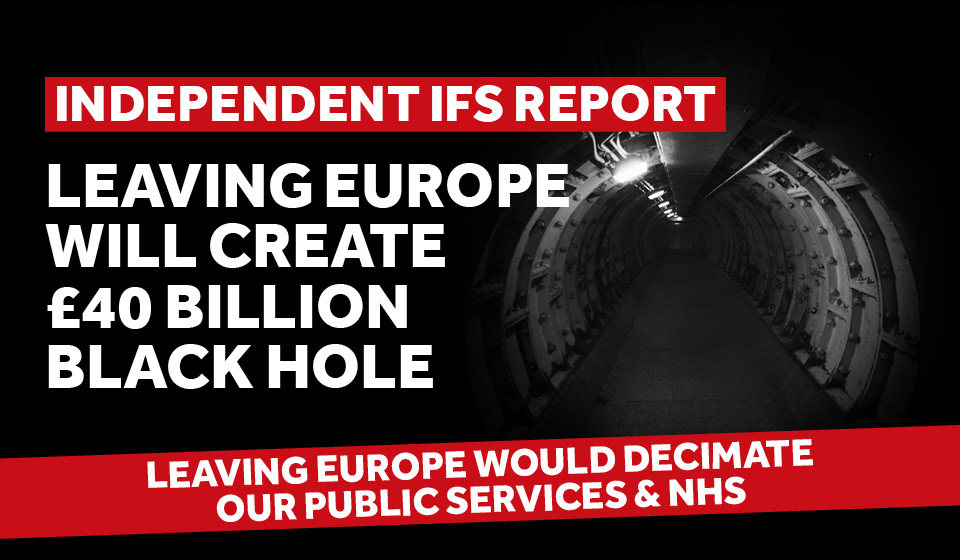 INDEPENDENT IFS REPORT
LEAVING EUROPE
WILL CREATE
£40 BILLION
BLACK HOLE
LEAVING EUROPE WOULD DECIMATE
OUR PUBLIC SERVICES & NHS